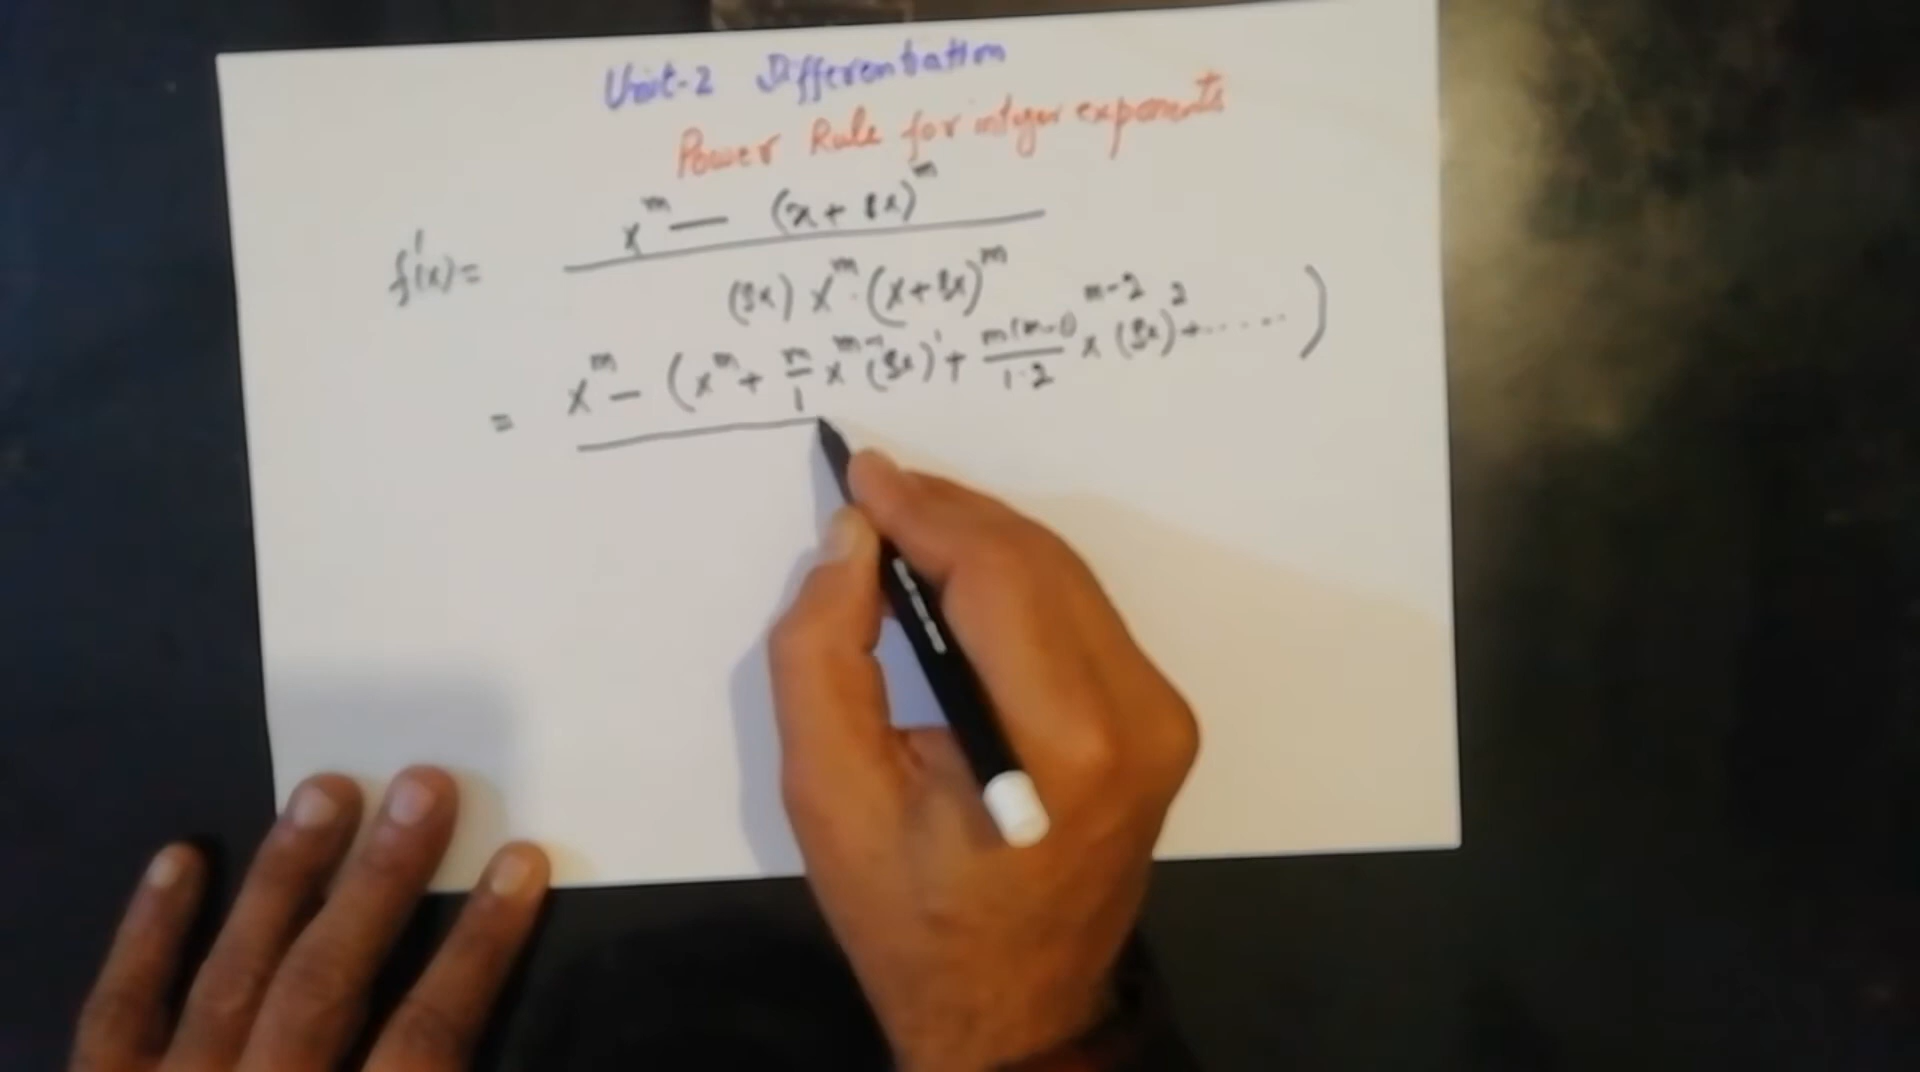 Unit-2 Differentiation
Power Rule for integer exponents
f'(x) = x^m — (x + δx)^m / (δx) x^m · (x + δx)^m
= x^m - (x^m + m/1 x^m-1 (δx)^1 + m(m-1)/1·2 x^m-2 (δx)^2 + ...... )